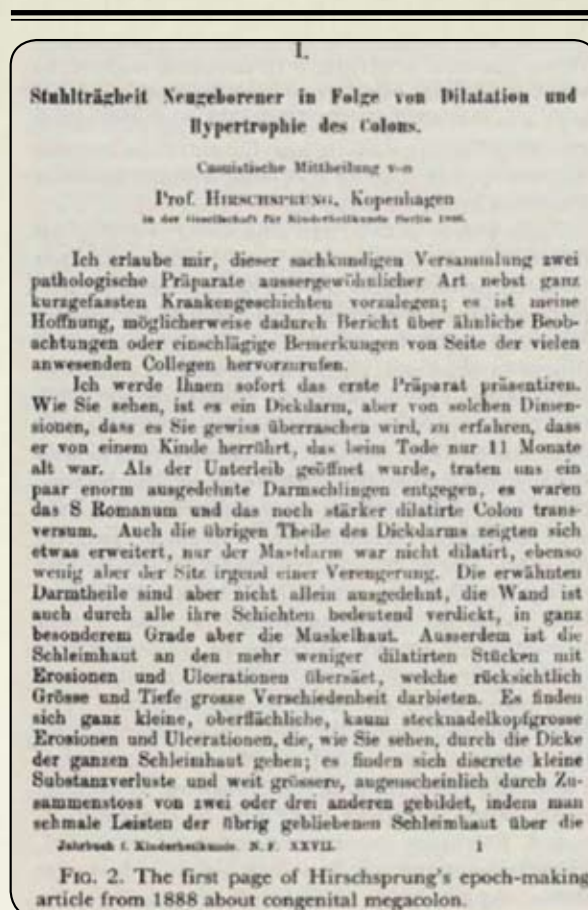 I.
Stuhlträgheit Neugeborener in Folge von Dilatation und
Hypertrophie des Colons.
Casuistische Mittheilung von
Prof. HIRSCHSPRUNG, Kopenhagen
in der Gesellschaft für Kinderheilkunde Berlin 1886.
Ich erlaube mir, dieser sachkundigen Versammlung zwei
pathologische Präparate aussergewöhnlicher Art nebst ganz
kurzgefassten Krankengeschichten vorzulegen; es ist meine
Hoffnung, möglicherweise dadurch Bericht über ähnliche Beob-
achtungen oder einschlägige Bemerkungen von Seite der vielen
anwesenden Collegen hervorzurufen.
Ich werde Ihnen sofort das erste Präparat präsentiren.
Wie Sie sehen, ist es ein Dickdarm, aber von solchen Dimen-
sionen, dass es Sie gewiss überraschen wird, zu erfahren, dass
er von einem Kinde herrührt, das beim Tode nur 11 Monate
alt war. Als der Unterleib geöffnet wurde, traten uns ein
paar enorm ausgedehnte Darmschlingen entgegen, es waren
das S Romanum und das noch stärker dilatirte Colon trans-
versum. Auch die übrigen Theile des Dickdarms zeigten sich
etwas erweitert, nur der Mastdarm war nicht dilatirt, ebenso
wenig aber der Sitz irgend einer Verengerung. Die erwähnten
Darmtheile sind aber nicht allein ausgedehnt, die Wand ist
auch durch alle ihre Schichten bedeutend verdickt, in ganz
besonderem Grade aber die Muskelhaut. Ausserdem ist die
Schleimhaut an den mehr weniger dilatirten Stücken mit
Erosionen und Ulcerationen übersäet, welche rücksichtlich
Grösse und Tiefe grosse Verschiedenheit darbieten. Es finden
sich ganz kleine, oberflächliche, kaum stecknadelkopfgrosse
Erosionen und Ulcerationen, die, wie Sie sehen, durch die Dicke
der ganzen Schleimhaut gehen; es finden sich discrete kleine
Substanzverluste und weit grössere, augenscheinlich durch Zu-
sammenstoss von zwei oder drei anderen gebildet, indem man
schmale Leisten der übrig gebliebenen Schleimhaut über die
Jahrbuch f. Kinderheilkunde. N. F. XXVII. 1
FIG. 2. The first page of Hirschsprung's epoch-making
article from 1888 about congenital megacolon.